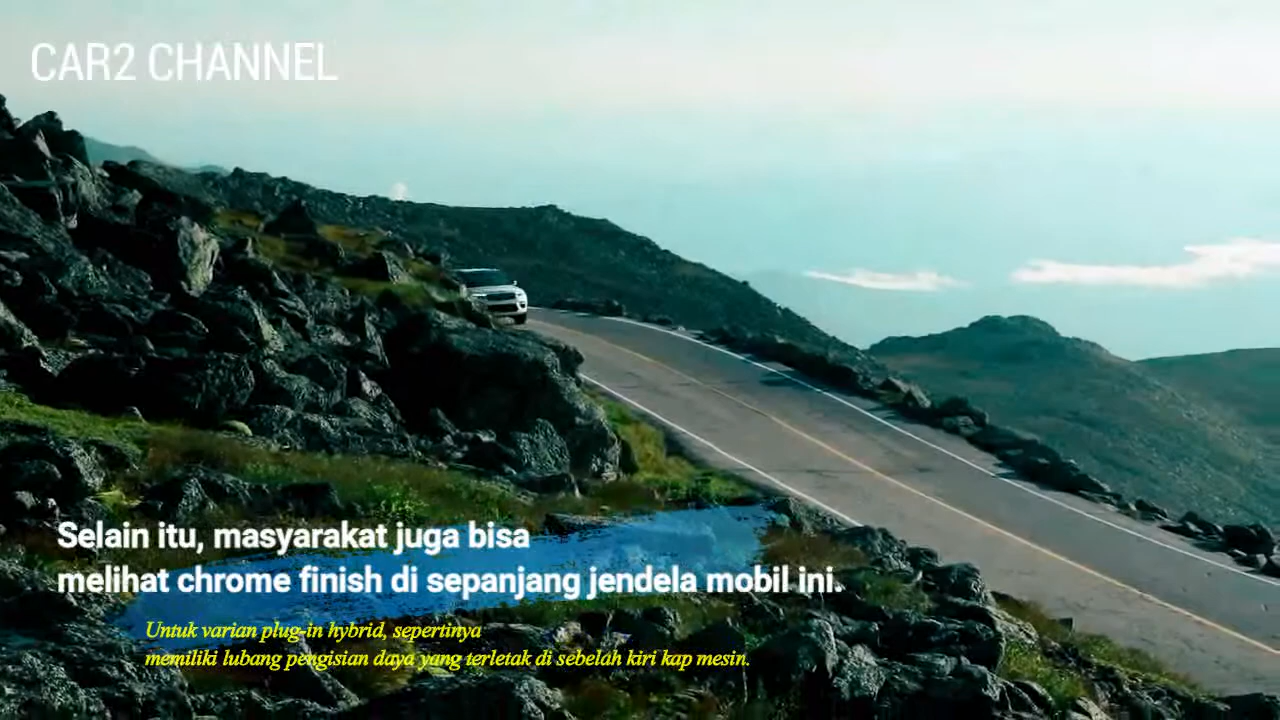 CAR2 CHANNEL
Selain itu, masyarakat juga bisa
melihat chrome finish di sepanjang jendela mobil ini.
Untuk varian plug-in hybrid, sepertinya
memiliki lubang pengisian daya yang terletak di sebelah kiri kap mesin.